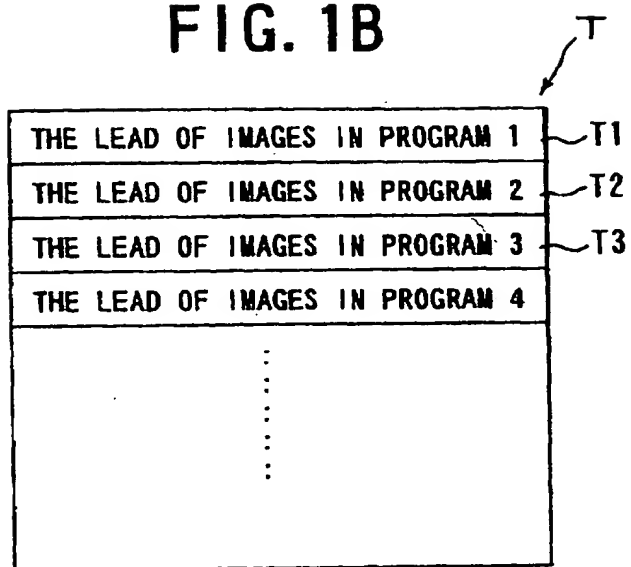 FIG. 1B
T
THE LEAD OF IMAGES IN PROGRAM 1 T1
THE LEAD OF IMAGES IN PROGRAM 2 T2
THE LEAD OF IMAGES IN PROGRAM 3 T3
THE LEAD OF IMAGES IN PROGRAM 4